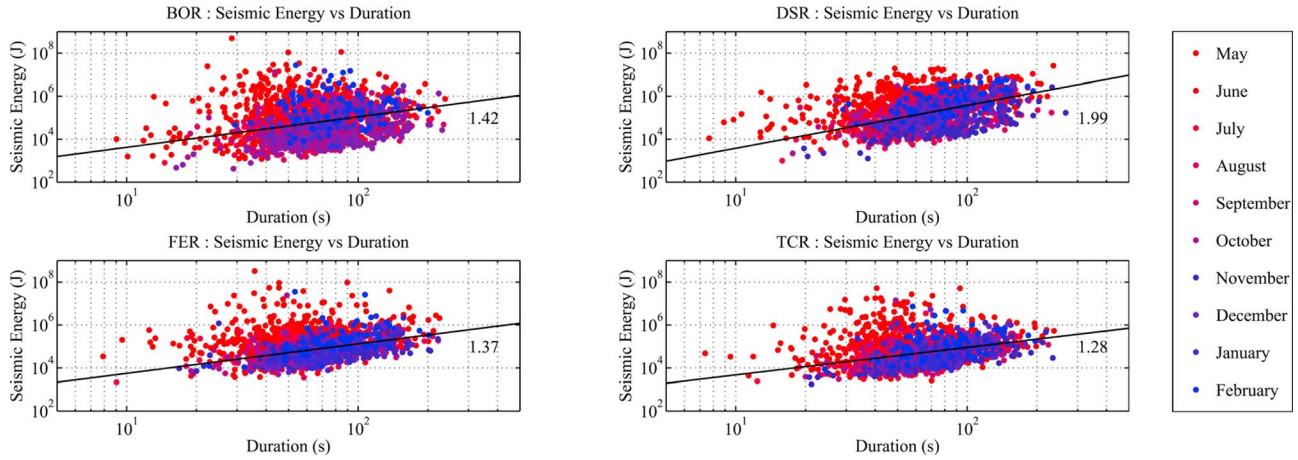 BOR : Seismic Energy vs Duration
Seismic Energy (J)
10^8
10^6
10^4
10^2
1.42
10^1
10^2
Duration (s)
DSR : Seismic Energy vs Duration
Seismic Energy (J)
10^8
10^6
10^4
10^2
1.99
10^1
10^2
Duration (s)
FER : Seismic Energy vs Duration
Seismic Energy (J)
10^8
10^6
10^4
10^2
1.37
10^1
10^2
Duration (s)
TCR : Seismic Energy vs Duration
Seismic Energy (J)
10^8
10^6
10^4
10^2
1.28
10^1
10^2
Duration (s)
May
June
July
August
September
October
November
December
January
February